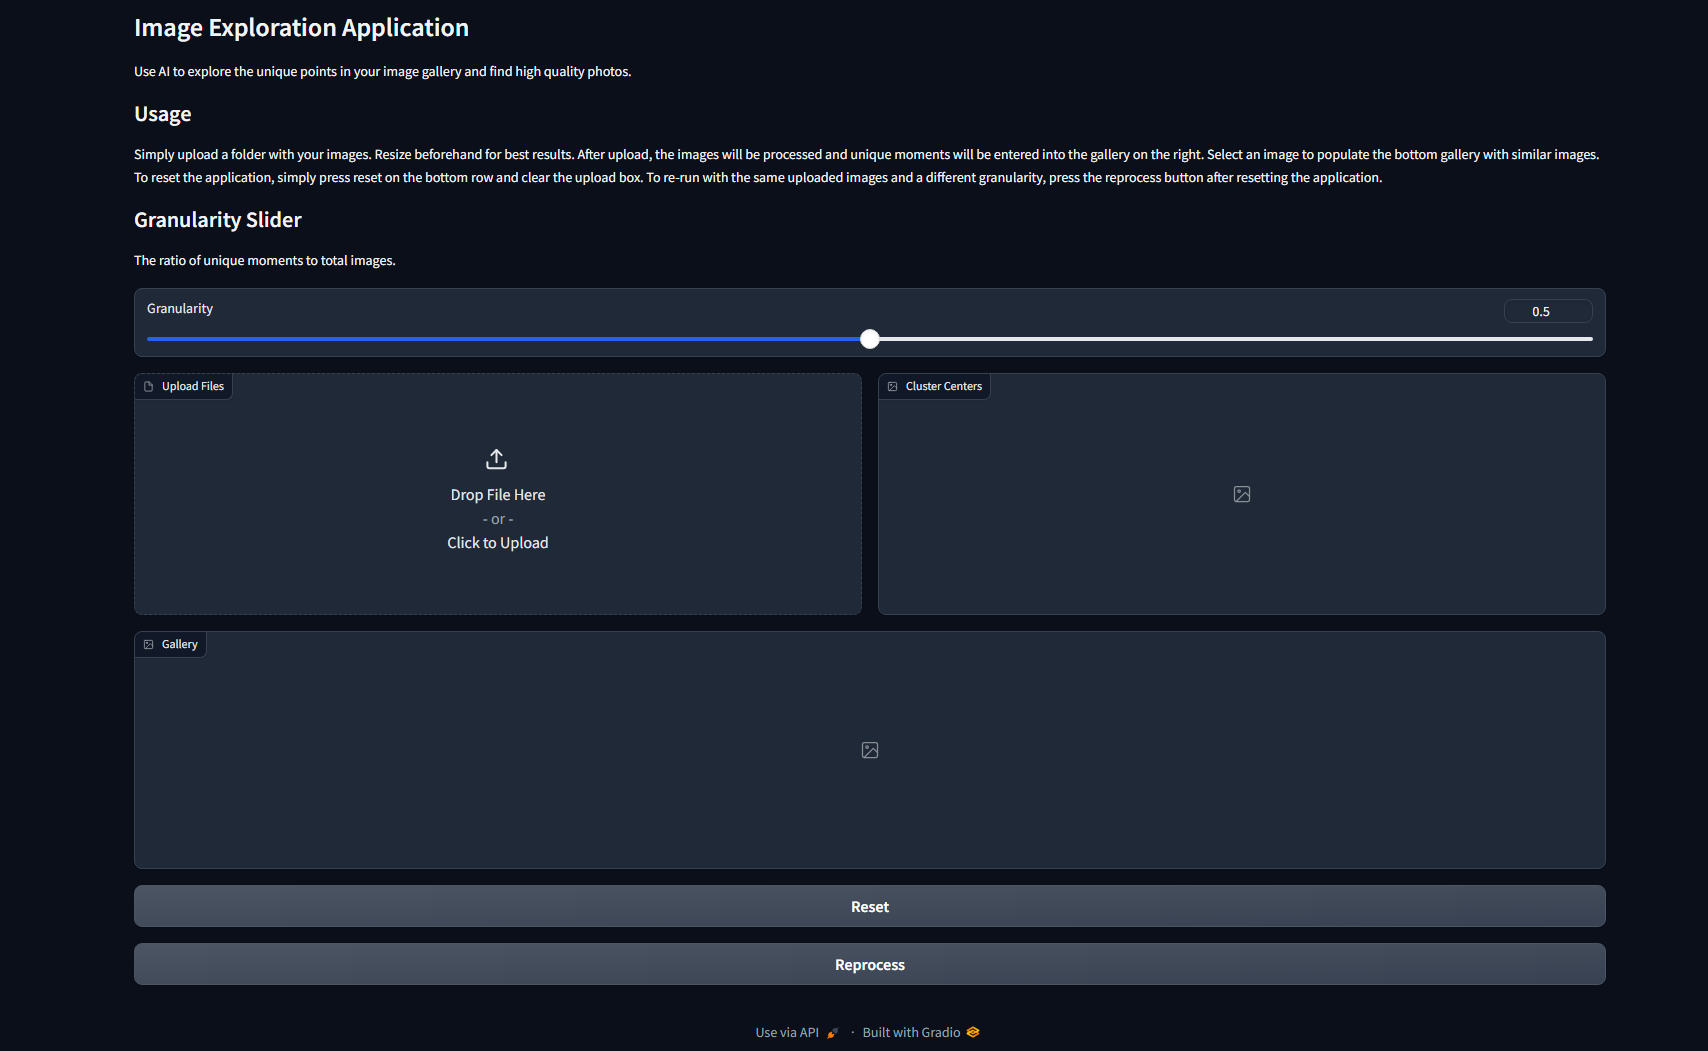 Image Exploration Application
Use AI to explore the unique points in your image gallery and find high quality photos.
Usage
Simply upload a folder with your images. Resize beforehand for best results. After upload, the images will be processed and unique moments will be entered into the gallery on the right. Select an image to populate the bottom gallery with similar images.
To reset the application, simply press reset on the bottom row and clear the upload box. To re-run with the same uploaded images and a different granularity, press the reprocess button after resetting the application.
Granularity Slider
The ratio of unique moments to total images.
Granularity
0.5
Upload Files
Cluster Centers
Drop File Here
- or -
Click to Upload
Gallery
Reset
Reprocess
Use via API · Built with Gradio